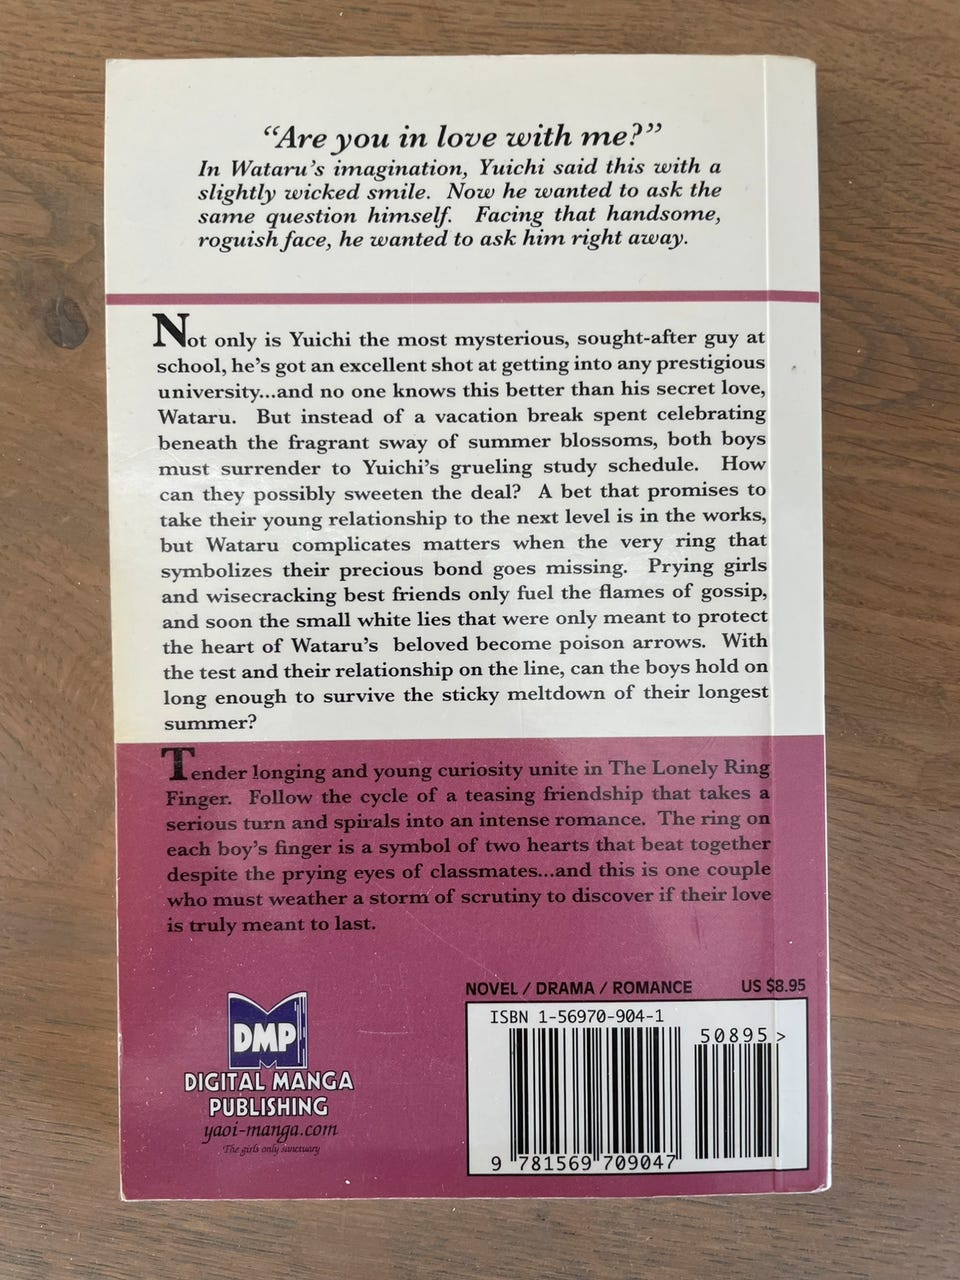 “Are you in love with me?”
In Wataru's imagination, Yuichi said this with a
slightly wicked smile. Now he wanted to ask the
same question himself. Facing that handsome,
roguish face, he wanted to ask him right away.
Not only is Yuichi the most mysterious, sought-after guy at
school, he's got an excellent shot at getting into any prestigious
university...and no one knows this better than his secret love,
Wataru. But instead of a vacation break spent celebrating
beneath the fragrant sway of summer blossoms, both boys
must surrender to Yuichi's grueling study schedule. How
can they possibly sweeten the deal? A bet that promises to
take their young relationship to the next level is in the works,
but Wataru complicates matters when the very ring that
symbolizes their precious bond goes missing. Prying girls
and wisecracking best friends only fuel the flames of gossip,
and soon the small white lies that were only meant to protect
the heart of Wataru's beloved become poison arrows. With
the test and their relationship on the line, can the boys hold on
long enough to survive the sticky meltdown of their longest
summer?
Tender longing and young curiosity unite in The Lonely Ring
Finger. Follow the cycle of a teasing friendship that takes a
serious turn and spirals into an intense romance. The ring on
each boy's finger is a symbol of two hearts that beat together
despite the prying eyes of classmates...and this is one couple
who must weather a storm of scrutiny to discover if their love
is truly meant to last.
DMP
DIGITAL MANGA
PUBLISHING
yaoi-manga.com
The girls only sanctuary
NOVEL / DRAMA / ROMANCE US $8.95
ISBN 1-56970-904-1
50895>
9 781569 709047